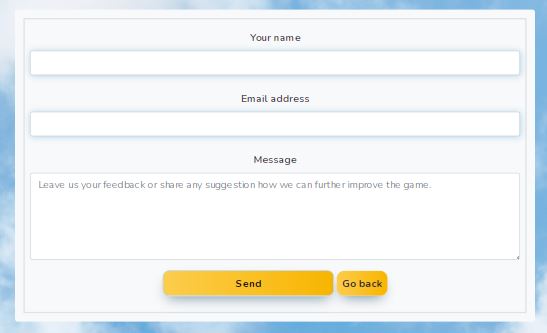 Your name
Email address
Message
Leave us your feedback or share any suggestion how we can further improve the game.
Send
Go back